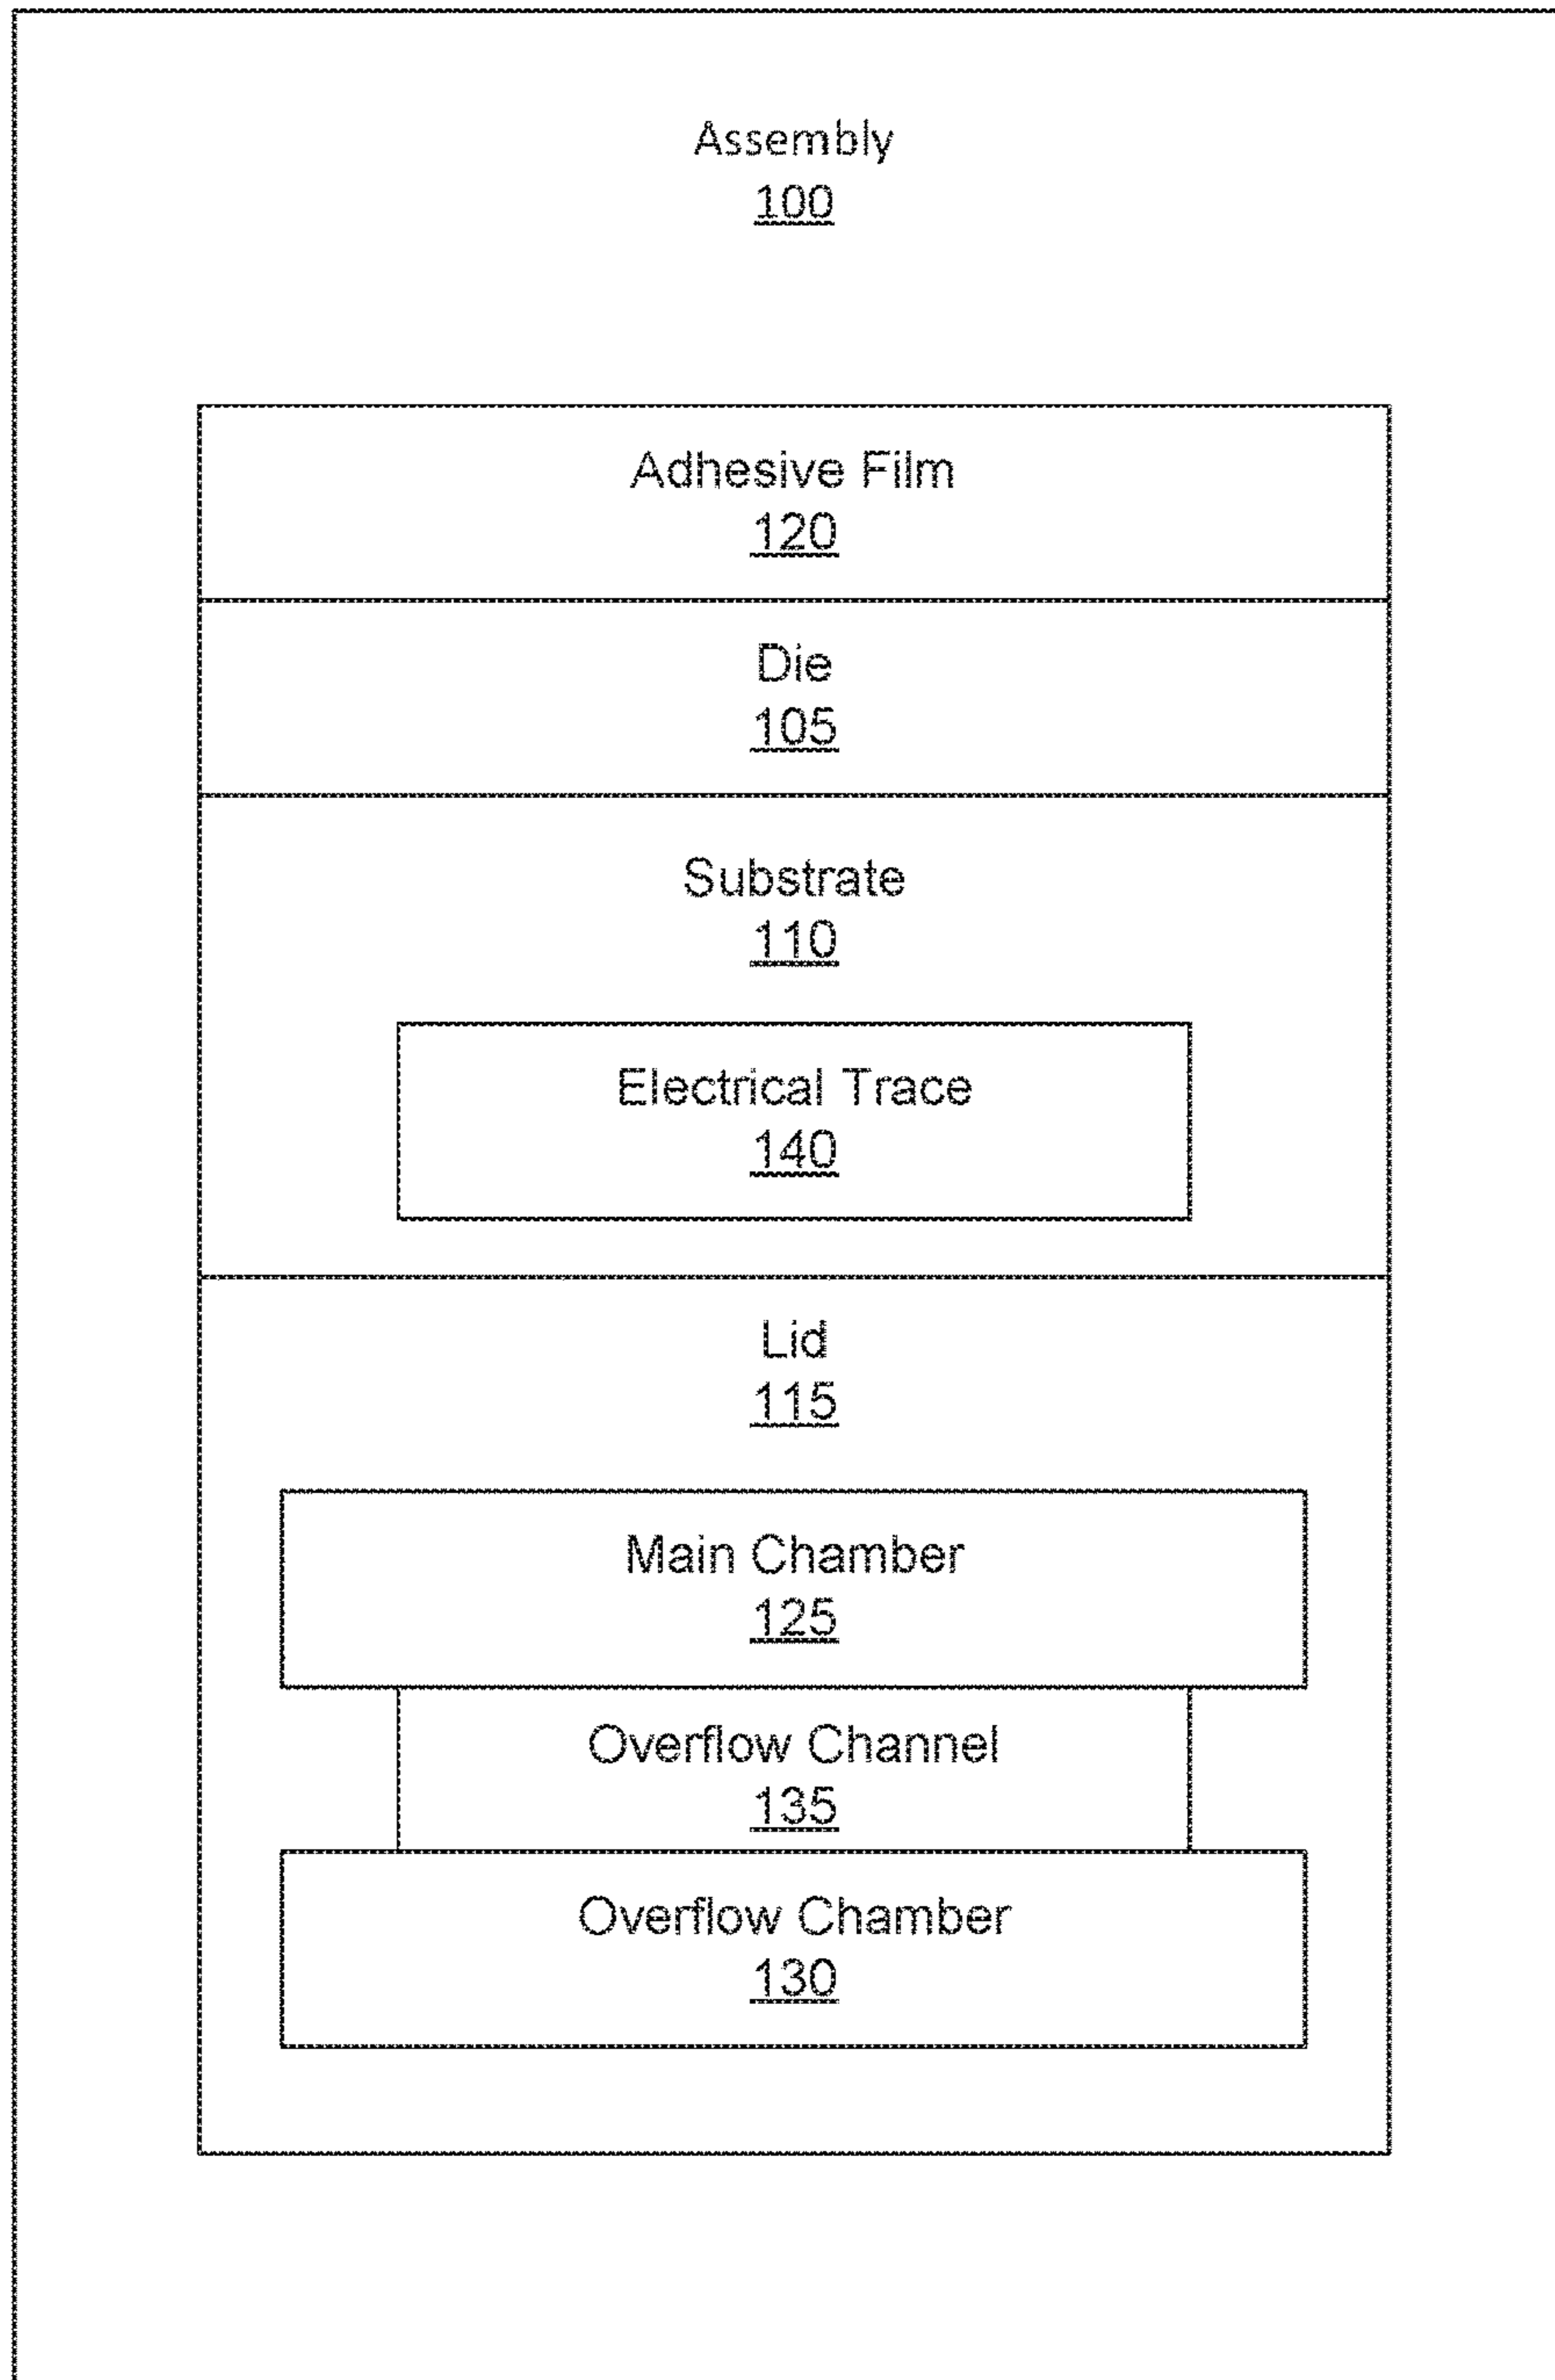 Assembly
100
Adhesive Film
120
Die
105
Substrate
110
Electrical Trace
140
Lid
115
Main Chamber
125
Overflow Channel
135
Overflow Chamber
130